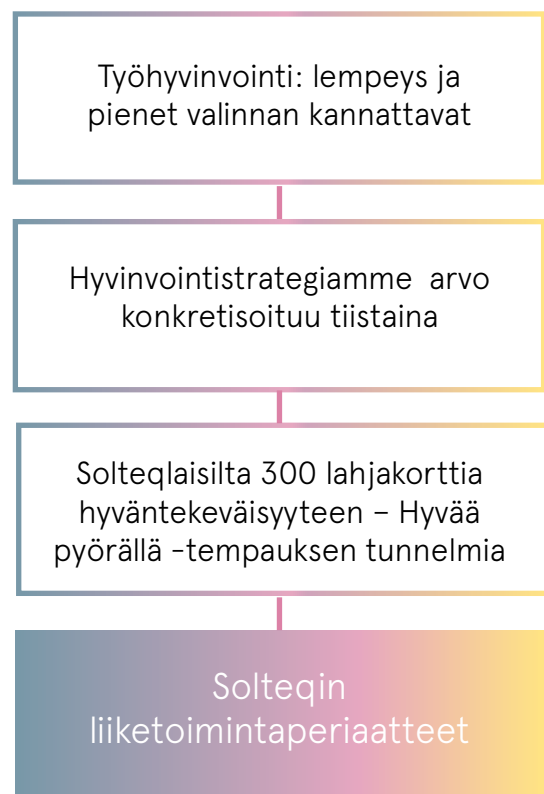 Työhyvinvointi: lempeys ja
pienet valinnan kannattavat
Hyvinvointistrategiamme arvo
konkretisoituu tiistaina
Solteqlaisilta 300 lahjakorttia
hyväntekeväisyyteen – Hyvää
pyörällä -tempauksen tunnelmia
Solteqin
liiketoimintaperiaatteet